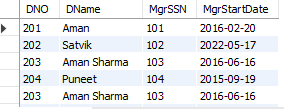 DNO DName MgrSSN MgrStartDate
201 Aman 101 2016-02-20
202 Satvik 102 2022-05-17
203 Aman Sharma 103 2016-06-16
204 Puneet 104 2015-09-19
203 Aman Sharma 103 2016-06-16